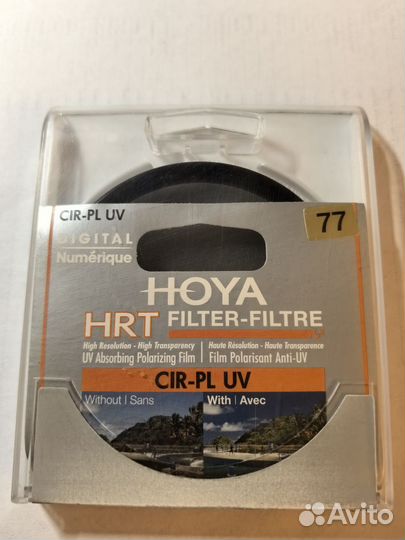 CIR-PL UV
77
DIGITAL
Numérique
HOYA
HRT FILTER-FILTRE
High Resolution - High Transparency
UV Absorbing Polarizing Film
Haute Résolution - Haute Transparence
Film Polarisant Anti-UV
CIR-PL UV
Without | Sans
With | Avec
Avito